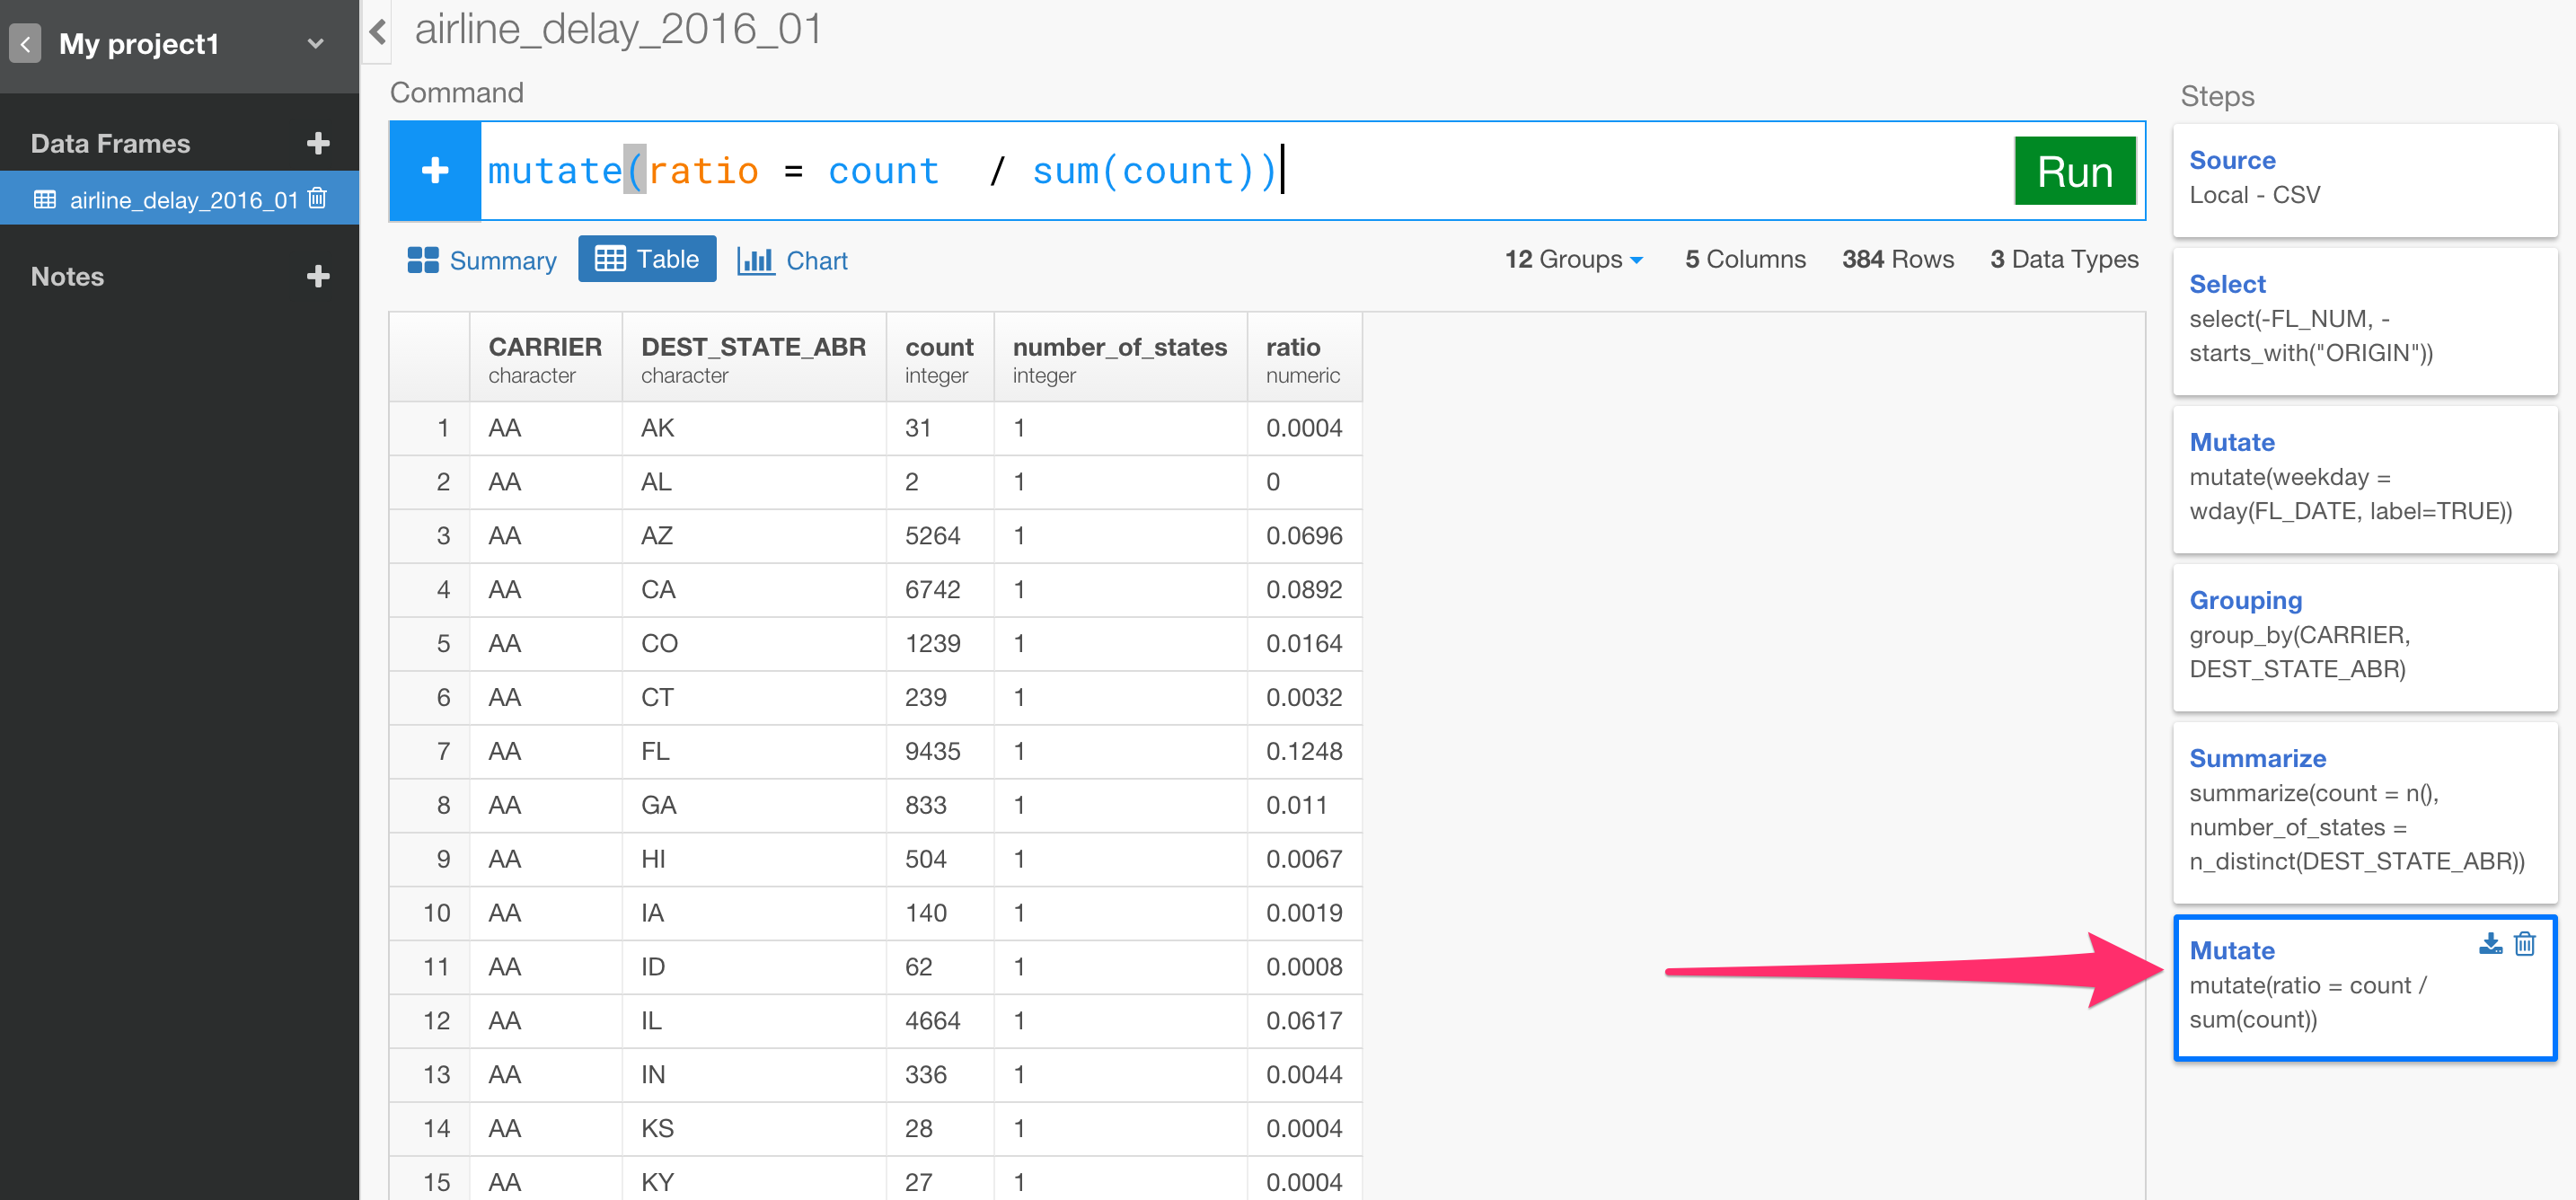 My project1
Data Frames
airline_delay_2016_01
Notes
airline_delay_2016_01
Command
mutate(ratio = count / sum(count))
Run
Summary Table Chart 12 Groups 5 Columns 384 Rows 3 Data Types
CARRIER DEST_STATE_ABR count number_of_states ratio
character character integer integer numeric
1 AA AK 31 1 0.0004
2 AA AL 2 1 0
3 AA AZ 5264 1 0.0696
4 AA CA 6742 1 0.0892
5 AA CO 1239 1 0.0164
6 AA CT 239 1 0.0032
7 AA FL 9435 1 0.1248
8 AA GA 833 1 0.011
9 AA HI 504 1 0.0067
10 AA IA 140 1 0.0019
11 AA ID 62 1 0.0008
12 AA IL 4664 1 0.0617
13 AA IN 336 1 0.0044
14 AA KS 28 1 0.0004
15 AA KY 27 1 0.0004
Steps
Source
Local - CSV
Select
select(-FL_NUM, -
starts_with("ORIGIN"))
Mutate
mutate(weekday =
wday(FL_DATE, label=TRUE))
Grouping
group_by(CARRIER,
DEST_STATE_ABR)
Summarize
summarize(count = n(),
number_of_states =
n_distinct(DEST_STATE_ABR))
Mutate
mutate(ratio = count /
sum(count))